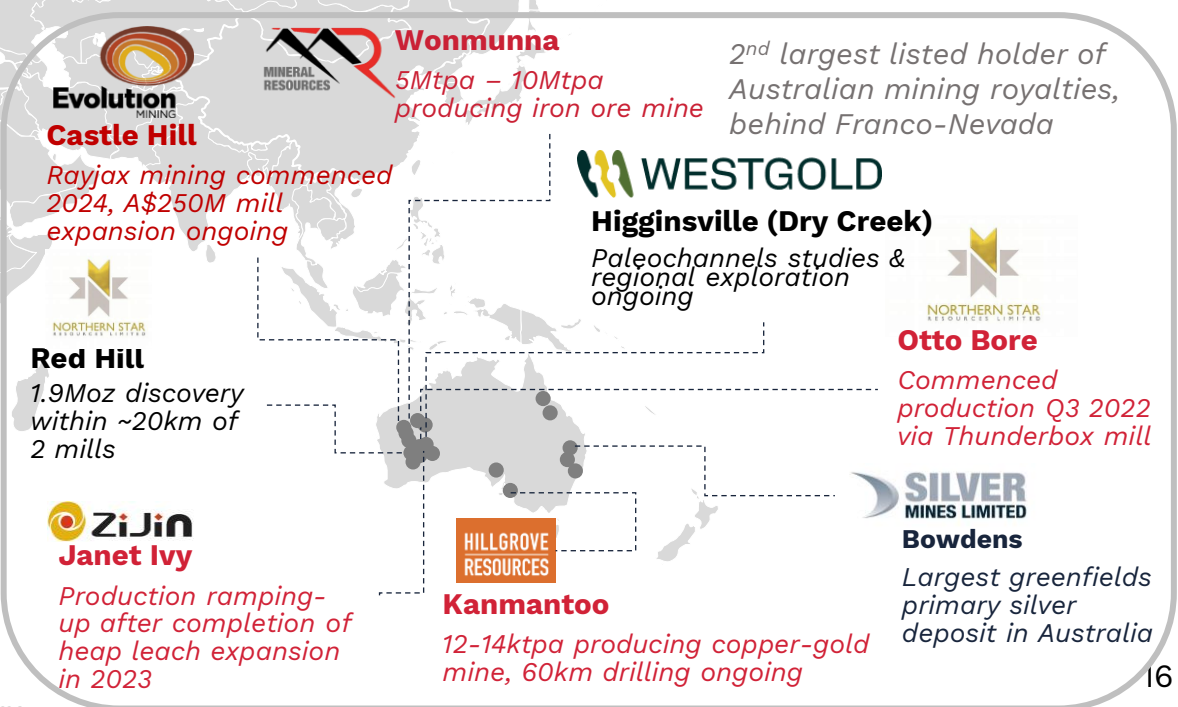 Evolution
MINING
Castle Hill
Rayjax mining commenced
2024, A$250M mill
expansion ongoing
MINERAL
RESOURCES
Wonmunna
5Mtpa – 10Mtpa
producing iron ore mine
2nd largest listed holder of
Australian mining royalties,
behind Franco-Nevada
WESTGOLD
Higginsville (Dry Creek)
Paleochannels studies &
regional exploration
ongoing
NORTHERN STAR
RESOURCES LIMITED
Red Hill
1.9Moz discovery
within ~20km of
2 mills
NORTHERN STAR
RESOURCES LIMITED
Otto Bore
Commenced
production Q3 2022
via Thunderbox mill
ZiJin
Janet Ivy
Production ramping-
up after completion of
heap leach expansion
in 2023
HILLGROVE
RESOURCES
Kanmantoo
12-14ktpa producing copper-gold
mine, 60km drilling ongoing
SILVER
MINES LIMITED
Bowdens
Largest greenfields
primary silver
deposit in Australia
16